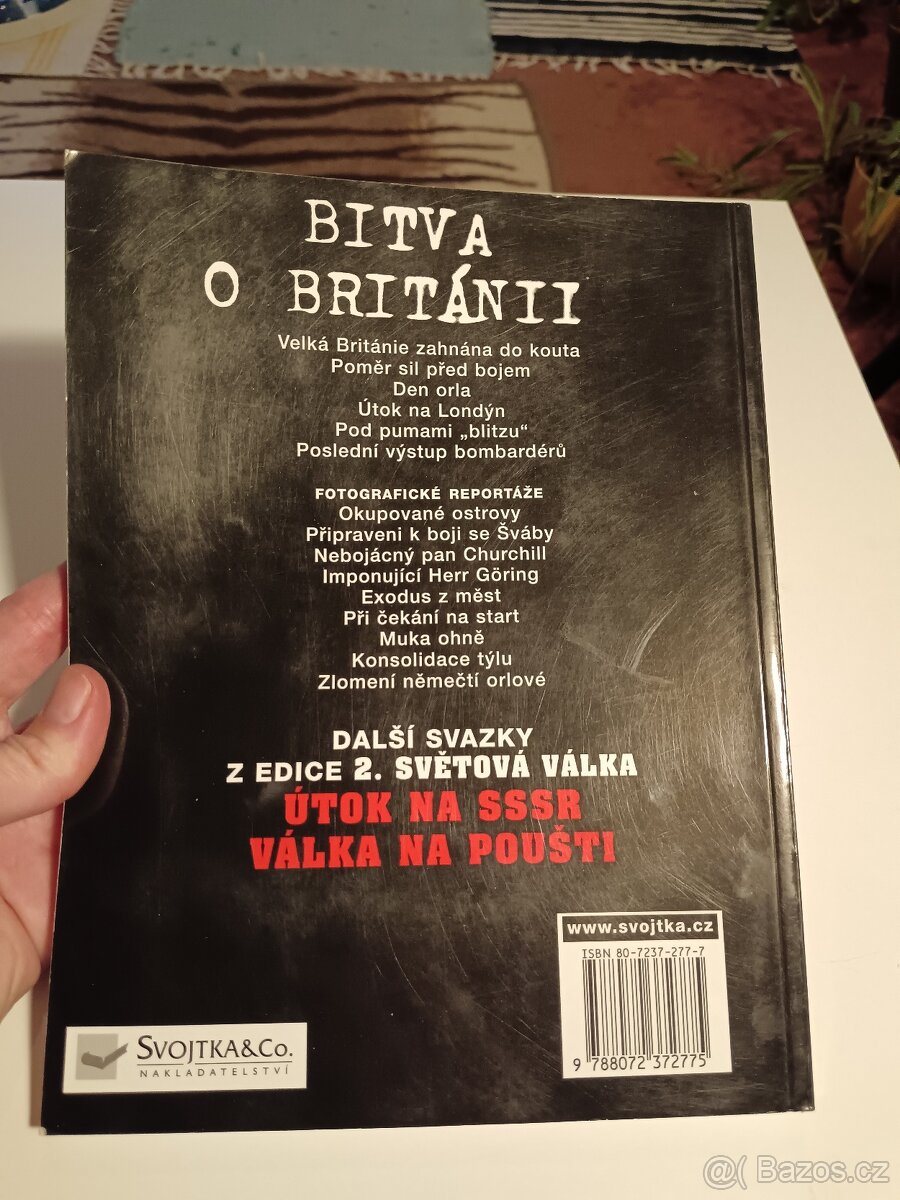 BITVA
O BRITÁNII
Velká Británie zahnána do kouta
Poměr sil před bojem
Den orla
Útok na Londýn
Pod pumami „blitzu“
Poslední výstup bombardérů
FOTOGRAFICKÉ REPORTÁŽE
Okupované ostrovy
Připraveni k boji se Šváby
Nebojácný pan Churchill
Imponující Herr Göring
Exodus z měst
Při čekání na start
Muka ohně
Konsolidace týlu
Zlomení němečtí orlové
DALŠÍ SVAZKY
Z EDICE 2. SVĚTOVÁ VÁLKA
ÚTOK NA SSSR
VÁLKA NA POUŠTI
www.svojtka.cz
ISBN 80-7237-277-7
9 788072 372775
SVOJTKA&CO.
NAKLADATELSTVÍ
@( Bazos.cz